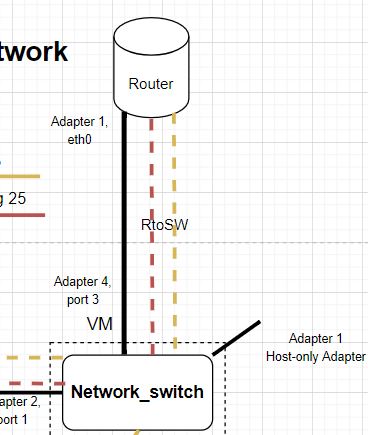 twork
Router
Adapter 1,
eth0
g 25
RtoSW
Adapter 4,
port 3
VM
Adapter 1
Host-only Adapter
Network_switch
apter 2,
port 1